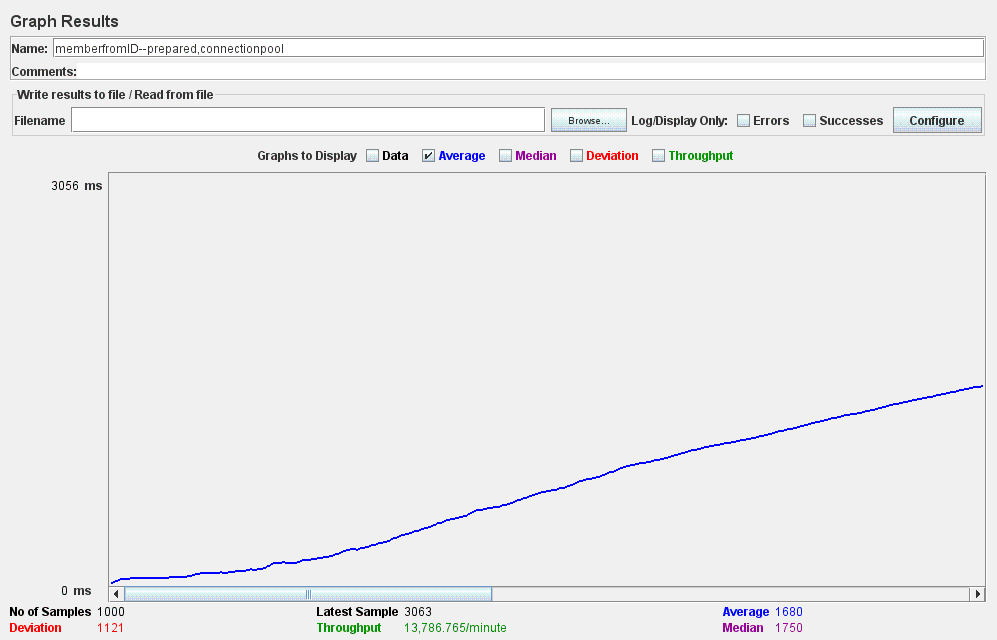 Graph Results
Name: memberfromID--prepared,connectionpool
Comments:
Write results to file / Read from file
Filename Browse... Log/Display Only: Errors Successes Configure
Graphs to Display Data Average Median Deviation Throughput
3056 ms
0 ms
No of Samples 1000 Latest Sample 3063 Average 1680
Deviation 1121 Throughput 13,786.765/minute Median 1750